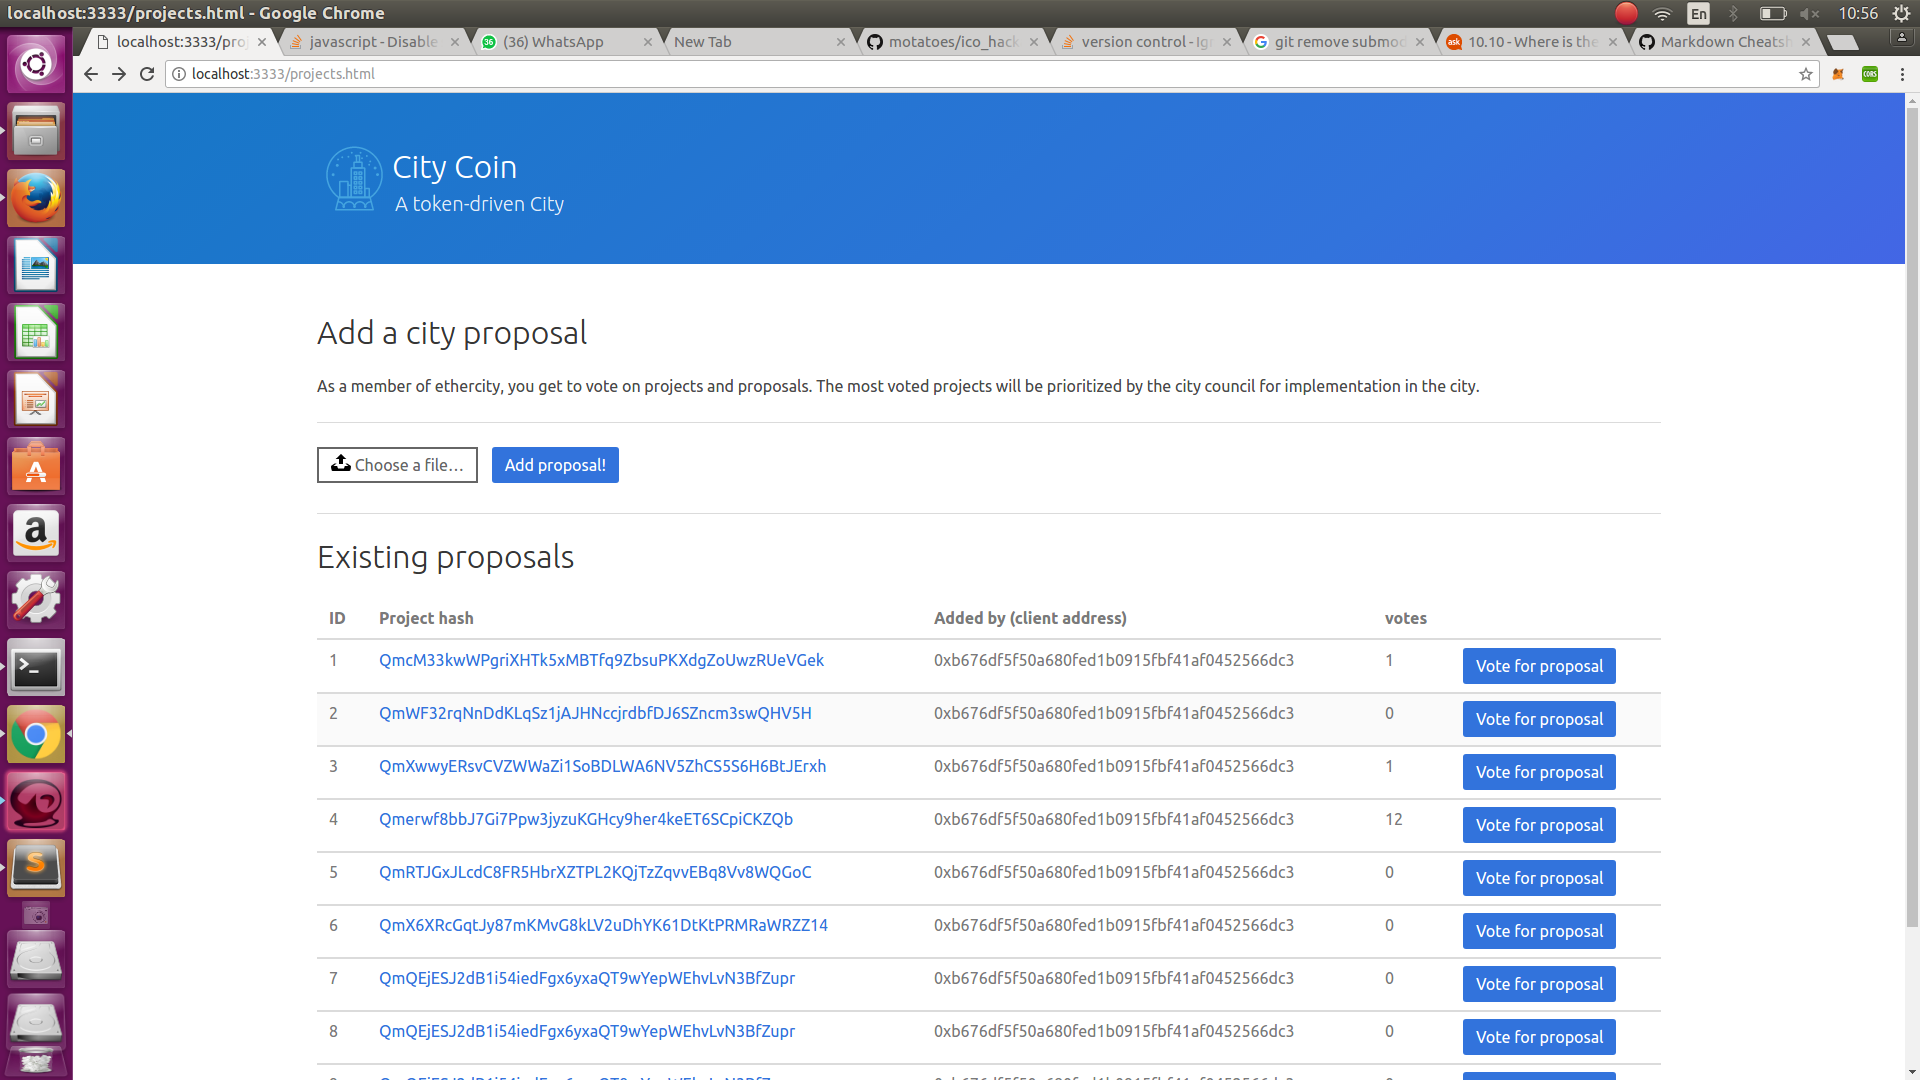 localhost:3333/projects.html - Google Chrome
En
10:56
localhost:3333/pro
javascript - Disable
(36) WhatsApp
New Tab
motatoes/ico_hack
version control - Ig
git remove submod
10.10 - Where is the
Markdown Cheatsh
localhost:3333/projects.html
City Coin
A token-driven City
Add a city proposal
As a member of ethercity, you get to vote on projects and proposals. The most voted projects will be prioritized by the city council for implementation in the city.
Choose a file...
Add proposal!
Existing proposals
ID Project hash Added by (client address) votes
1 QmcM33kwWPgriXHTk5xMBTfq9ZbsuPKXdgZoUwzRUeVGek 0xb676df5f50a680fed1b0915fbf41af0452566dc3 1 Vote for proposal
2 QmWF32rqNnDdKLqSz1jAJHNccjrdbfDJ6SZncm3swQHV5H 0xb676df5f50a680fed1b0915fbf41af0452566dc3 0 Vote for proposal
3 QmXwwyERsvCVZWWaZi1SoBDLWA6NV5ZhCS5S6H6BtJErxh 0xb676df5f50a680fed1b0915fbf41af0452566dc3 1 Vote for proposal
4 Qmerwf8bbJ7Gi7Ppw3jyzuKGHcy9her4keET6SCpiCKZQb 0xb676df5f50a680fed1b0915fbf41af0452566dc3 12 Vote for proposal
5 QmRTJGxJLcdC8FR5HbrXZTPL2KQjTzZqvvEBq8Vv8WQGoC 0xb676df5f50a680fed1b0915fbf41af0452566dc3 0 Vote for proposal
6 QmX6XRcGqtJy87mKMvG8kLV2uDhYK61DtKtPRMRaWRZZ14 0xb676df5f50a680fed1b0915fbf41af0452566dc3 0 Vote for proposal
7 QmQEjESJ2dB1i54iedFgx6yxaQT9wYepWEhvLvN3BfZupr 0xb676df5f50a680fed1b0915fbf41af0452566dc3 0 Vote for proposal
8 QmQEjESJ2dB1i54iedFgx6yxaQT9wYepWEhvLvN3BfZupr 0xb676df5f50a680fed1b0915fbf41af0452566dc3 0 Vote for proposal